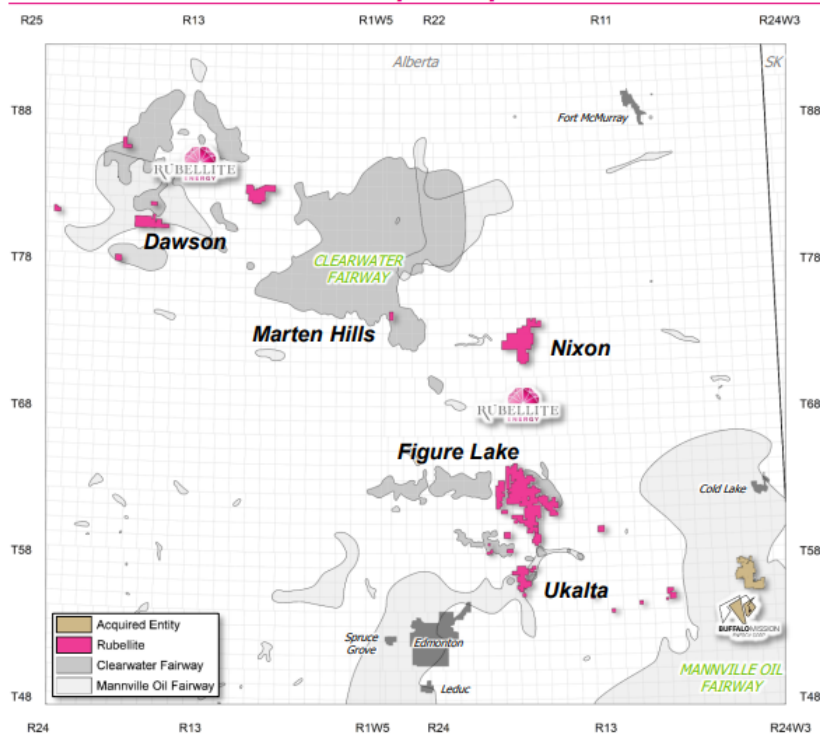 R25 R13 R1W5 R22 R11 R24W3
Alberta
SK
T88
T88
Fort McMurray
RUBELLITE
ENERGY
Dawson
T78
T78
CLEARWATER
FAIRWAY
Marten Hills
Nixon
T68
T68
RUBELLITE
ENERGY
Figure Lake
Cold Lake
T58
T58
Ukalta
Acquired Entity
Rubellite
Clearwater Fairway
Mannville Oil Fairway
Spruce
Grove
Edmonton
Leduc
BUFFALO MISSION
ENERGY CORP
MANNVILLE OIL
FAIRWAY
T48
T48
R24 R13 R1W5 R24 R13 R24W3